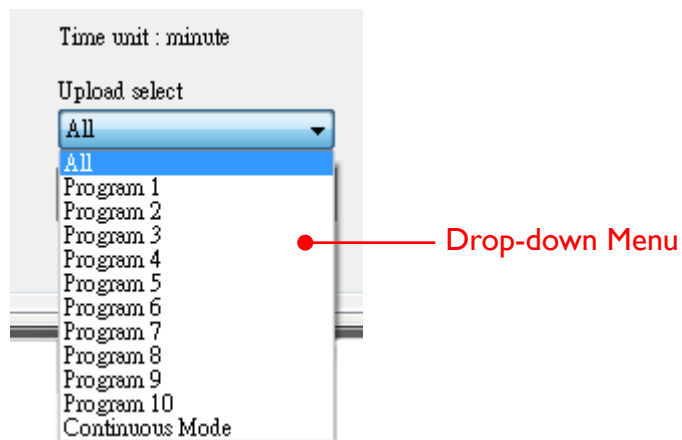 Time unit : minute
Upload select
All
All
Program 1
Program 2
Program 3
Drop-down Menu
Program 4
Program 5
Program 6
Program 7
Program 8
Program 9
Program 10
Continuous Mode